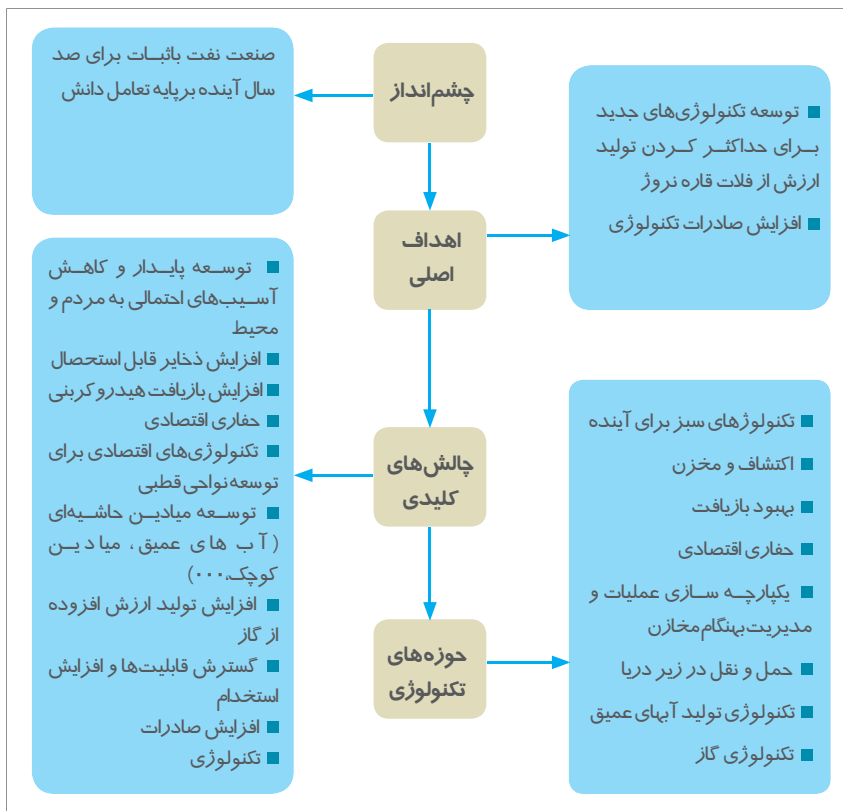 چشم‌انداز
صنعت نفت باثبات برای صد
سال آینده برپایه تعامل دانش
اهداف
اصلی
■ توسعه تکنولوژی‌های جدید
برای حداکثر کردن تولید
ارزش از فلات قاره نروژ
■ افزایش صادرات تکنولوژی
چالش‌های
کلیدی
■ توسعه پایدار و کاهش
آسیب‌های احتمالی به مردم و
محیط
■ افزایش ذخایر قابل استحصال
■ افزایش بازیافت هیدروکربنی
■ حفاری اقتصادی
■ تکنولوژی‌های اقتصادی برای
توسعه نواحی قطبی
■ توسعه میادین حاشیه‌ای
(آب های عمیق، میادین
کوچک،...)
■ افزایش تولید ارزش افزوده
از گاز
■ گسترش قابلیت‌ها و افزایش
استخدام
■ افزایش صادرات
■ تکنولوژی
حوزه‌های
تکنولوژی
■ تکنولوژهای سبز برای آینده
■ اکتشاف و مخزن
■ بهبود بازیافت
■ حفاری اقتصادی
■ یکپارچه سازی عملیات و
مدیریت بهنگام مخازن
■ حمل و نقل در زیر دریا
■ تکنولوژی تولید آبهای عمیق
■ تکنولوژی گاز